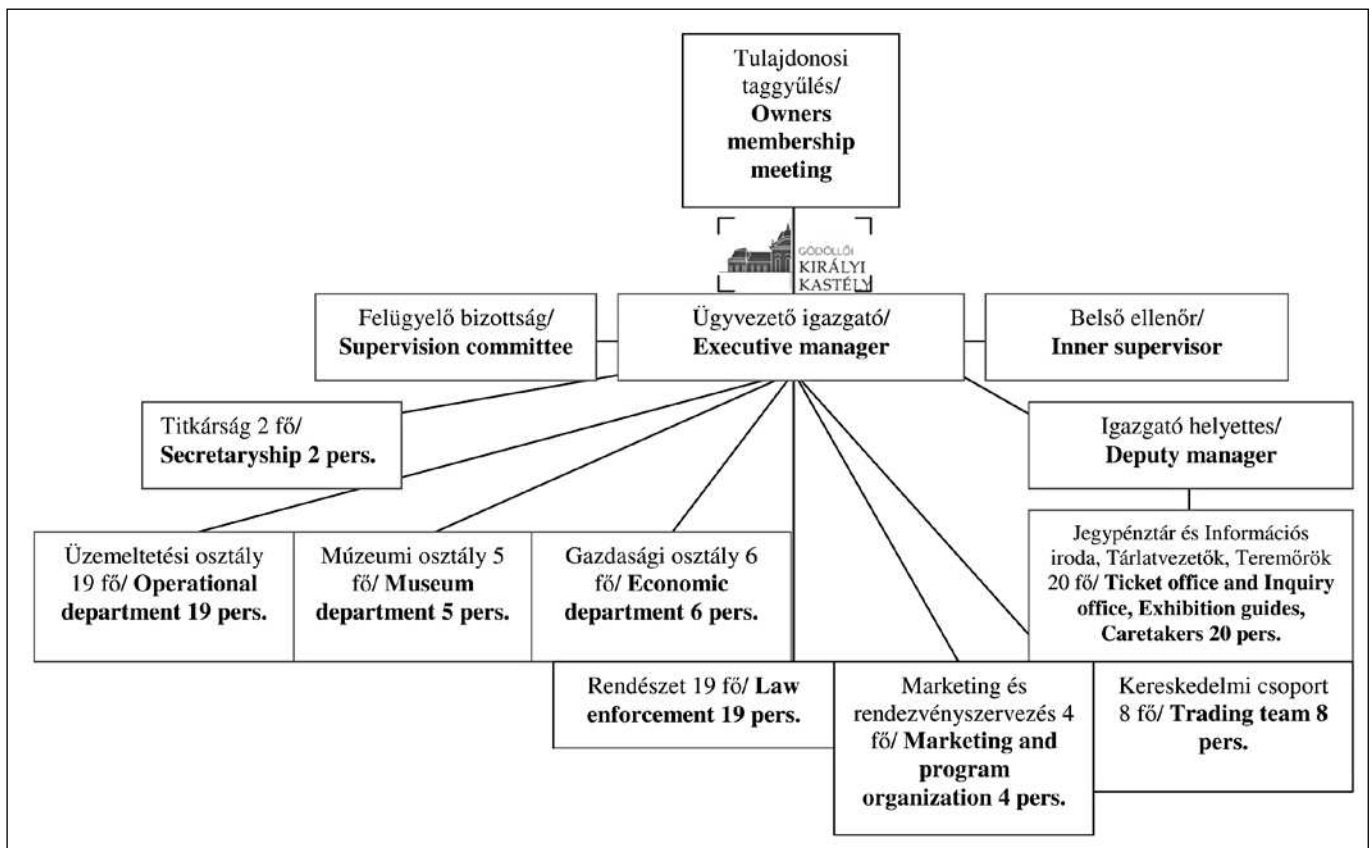 Tulajdonosi
taggyűlés/
Owners
membership
meeting
GÖDÖLLŐI
KIRÁLYI
KASTÉLY
Felügyelő bizottság/
Supervision committee
Ügyvezető igazgató/
Executive manager
Belső ellenőr/
Inner supervisor
Titkárság 2 fő/
Secretaryship 2 pers.
Igazgató helyettes/
Deputy manager
Üzemeltetési osztály
19 fő/ Operational
department 19 pers.
Múzeumi osztály 5
fő/ Museum
department 5 pers.
Gazdasági osztály 6
fő/ Economic
department 6 pers.
Jegypénztár és Információs
iroda, Tárlatvezetők, Teremőrök
20 fő/ Ticket office and Inquiry
office, Exhibition guides,
Caretakers 20 pers.
Rendészet 19 fő/ Law
enforcement 19 pers.
Marketing és
rendezvényszervezés 4
fő/ Marketing and
program
organization 4 pers.
Kereskedelmi csoport
8 fő/ Trading team 8
pers.